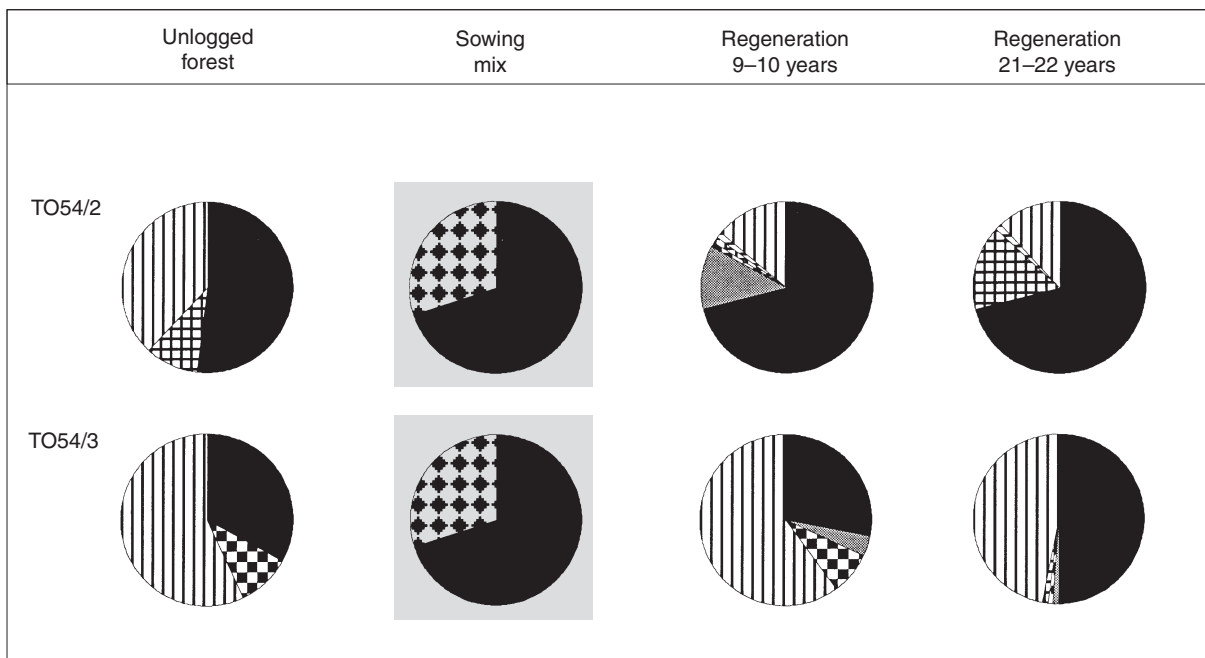 Unlogged
forest
Sowing
mix
Regeneration
9–10 years
Regeneration
21–22 years
TO54/2
TO54/3